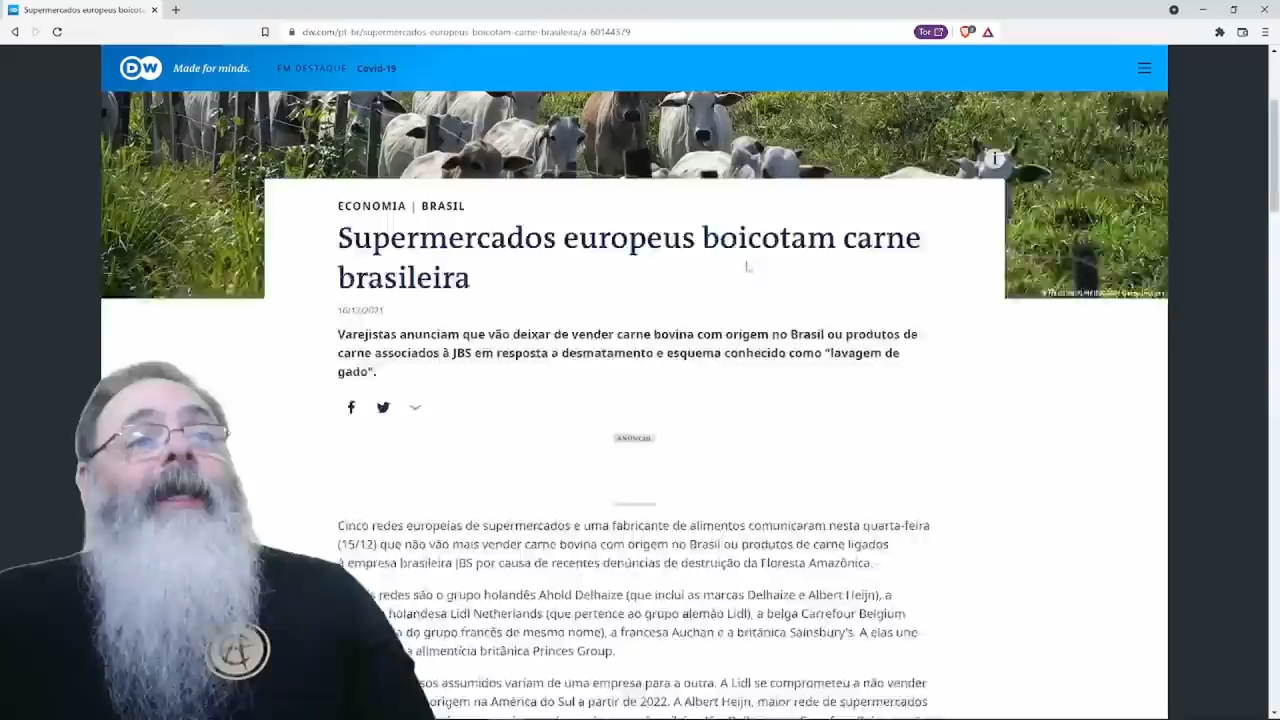 Supermercados europeus boicota
dw.com/pt-br/supermercados-europeus-boicotam-carne-brasileira/a-60144379
Tor
DW Made for minds. EM DESTAQUE Covid-19
i
ECONOMIA | BRASIL
Supermercados europeus boicotam carne
brasileira
16/12/2021
Varejistas anunciam que vão deixar de vender carne bovina com origem no Brasil ou produtos de
carne associados à JBS em resposta a desmatamento e esquema conhecido como "lavagem de
gado".
ANÚNCIO
Cinco redes europeias de supermercados e uma fabricante de alimentos comunicaram nesta quarta-feira
(15/12) que não vão mais vender carne bovina com origem no Brasil ou produtos de carne ligados
à empresa brasileira JBS por causa de recentes denúncias de destruição da Floresta Amazônica.
redes são o grupo holandês Ahold Delhaize (que inclui as marcas Delhaize e Albert Heijn), a
holandesa Lidl Netherlands (que pertence ao grupo alemão Lidl), a belga Carrefour Belgium
do grupo francês de mesmo nome), a francesa Auchan e a britânica Sainsbury's. A elas une-
a alimentícia britânica Princes Group.
assumidos variam de uma empresa para a outra. A Lidl se comprometeu a não vender
origem na América do Sul a partir de 2022. A Albert Heijn, maior rede de supermercados